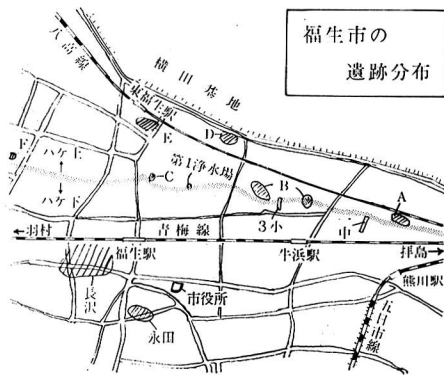 福生市の
遺跡分布
八高線
横田基地
東福生駅
E
D
F
ハケ上
ハケ下
C
第1浄水場
B
A
3小
一中
←羽村
福生駅
青梅線
牛浜駅
拝島→
熊川駅
長沢
市役所
永田
五日市線